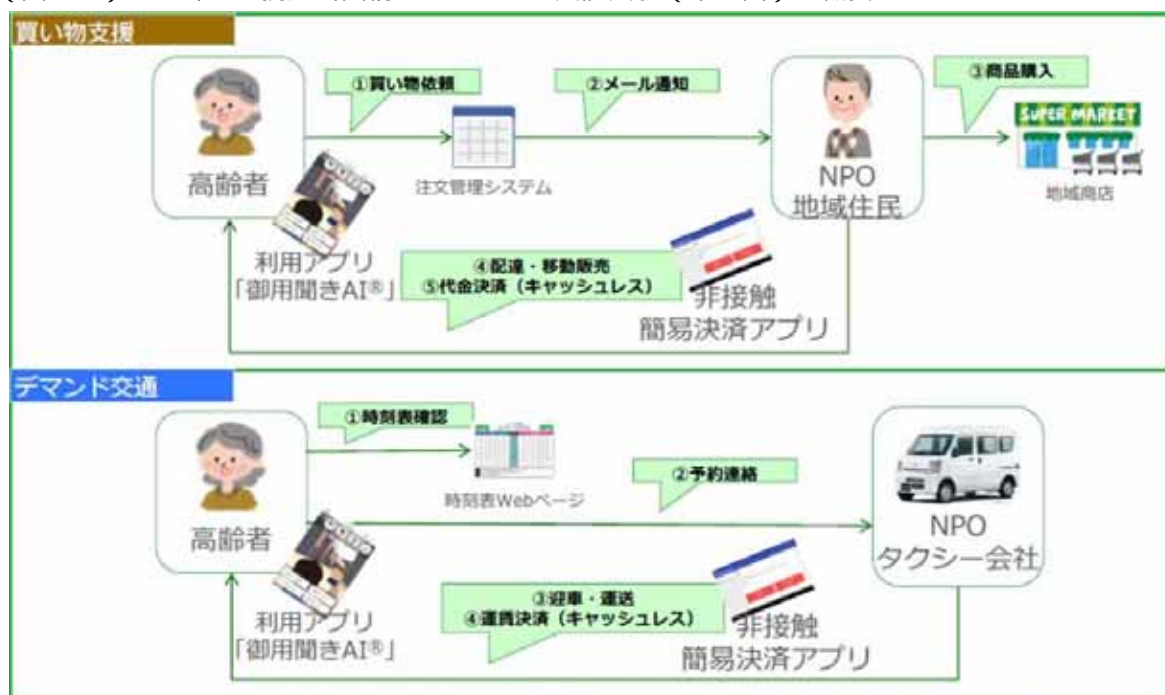 買い物支援
①買い物依頼
②メール通知
③商品購入
SUPER MARKET
高齢者
注文管理システム
NPO
地域住民
地域商店
利用アプリ
「御用聞きAI®」
④配達・移動販売
⑤代金決済（キャッシュレス）
非接触
簡易決済アプリ
デマンド交通
①時刻表確認
②予約連絡
時刻表Webページ
高齢者
NPO
タクシー会社
利用アプリ
「御用聞きAI®」
③迎車・運送
④運賃決済（キャッシュレス）
非接触
簡易決済アプリ